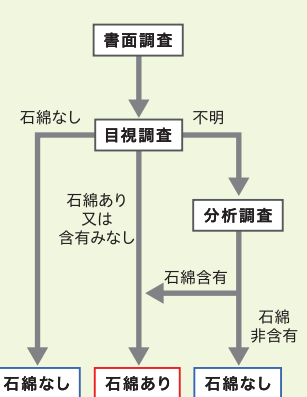 書面調査
石綿なし
不明
目視調査
石綿あり
又は
含有みなし
分析調査
石綿含有
石綿
非含有
石綿なし
石綿あり
石綿なし